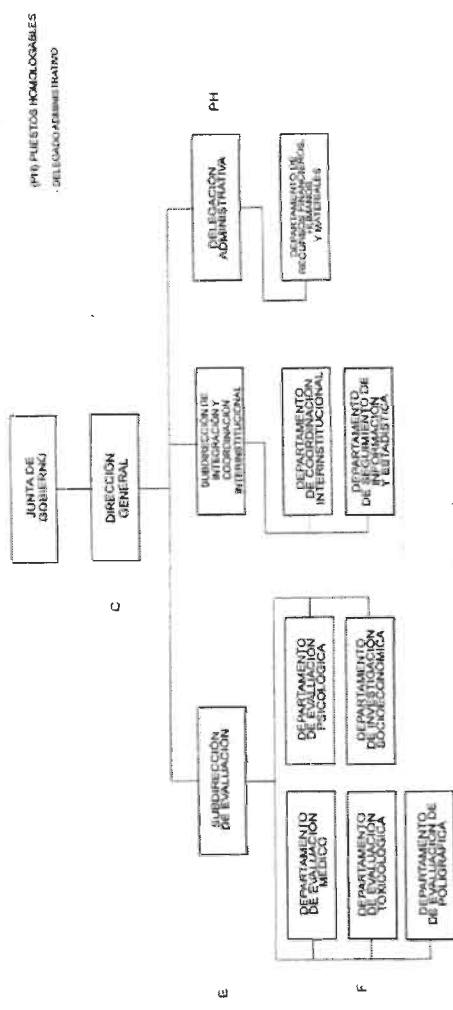 (PH) PUESTOS HOMOLOGABLES
- DELEGADO ADMINISTRATIVO
JUNTA DE
GOBIERNO
C
DIRECCIÓN
GENERAL
E
SUBDIRECCIÓN
DE EVALUACIÓN
SUBDIRECCIÓN DE
INTEGRACIÓN Y
COORDINACIÓN
INTERINSTITUCIONAL
DELEGACIÓN
ADMINISTRATIVA
PH
F
DEPARTAMENTO
DE EVALUACIÓN
MÉDICO
DEPARTAMENTO
DE EVALUACIÓN
PSICOLÓGICA
DEPARTAMENTO
DE EVALUACIÓN
TOXICOLÓGICA
DEPARTAMENTO
DE INVESTIGACIÓN
SOCIOECONÓMICA
DEPARTAMENTO
DE EVALUACIÓN DE
POLIGRÁFICA
DEPARTAMENTO
DE COORDINACIÓN
INTERINSTITUCIONAL
DEPARTAMENTO
DE SEGUIMIENTO DE
INFORMACIÓN
Y ESTADÍSTICA
DEPARTAMENTO DE
RECURSOS FINANCIEROS,
HUMANOS
Y MATERIALES